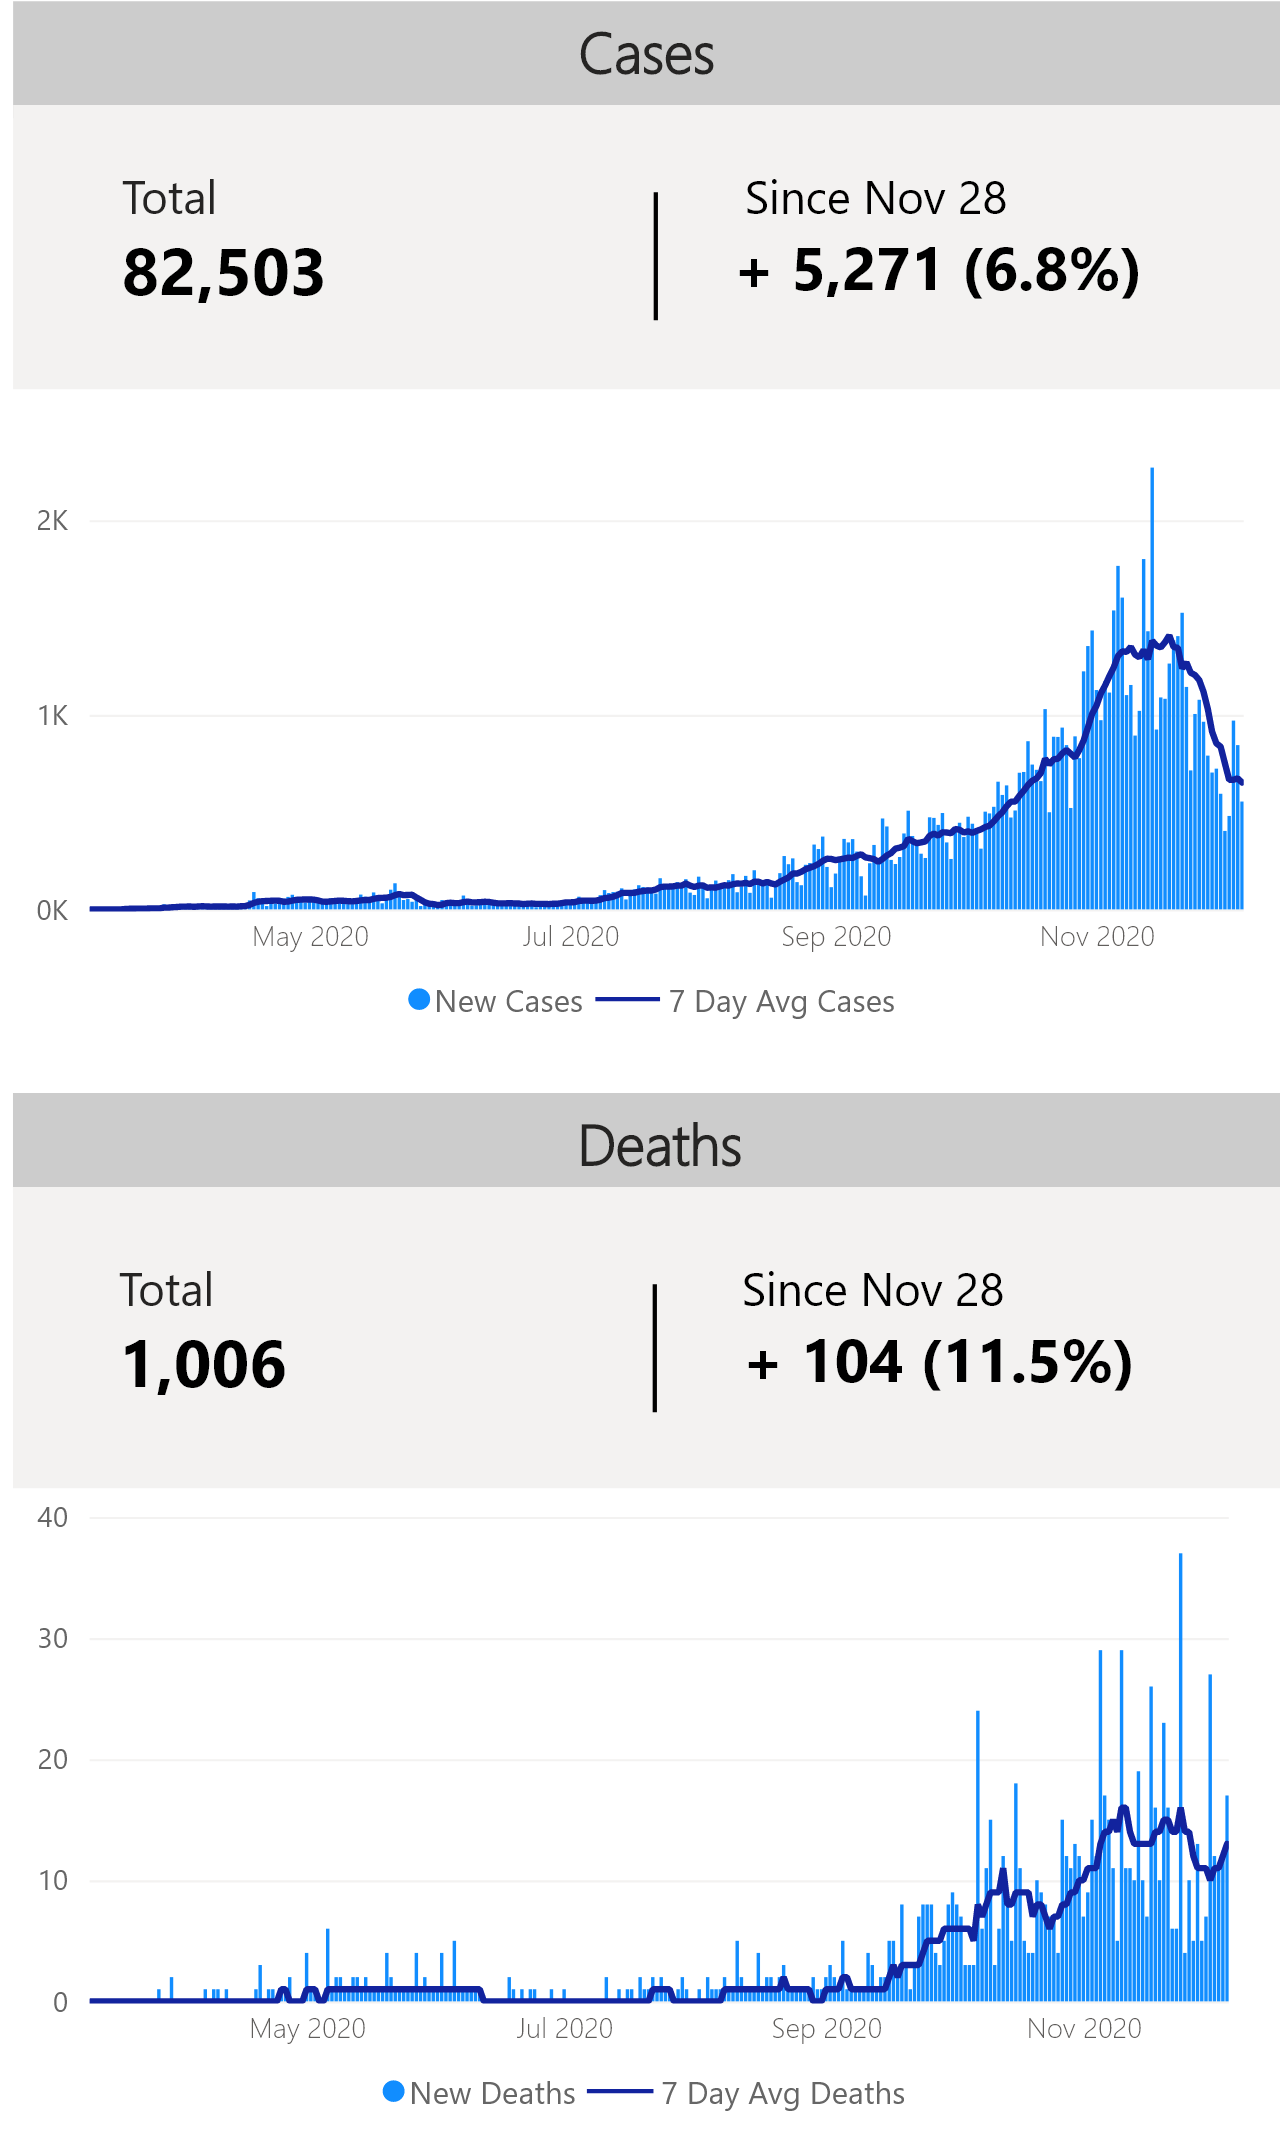 Cases
Total
Since Nov 28
82,503
+ 5,271 (6.8%)
2K
1K
0K
May 2020
Jul 2020
Sep 2020
Nov 2020
New Cases
7 Day Avg Cases
Deaths
Total
Since Nov 28
1,006
+ 104 (11.5%)
40
30
20
10
0
May 2020
Jul 2020
Sep 2020
Nov 2020
New Deaths
7 Day Avg Deaths